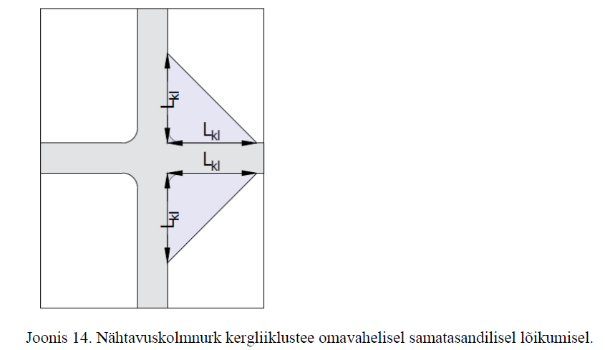 Lkl
Lkl
Lkl
Lkl
Joonis 14. Nähtavuskolmnurk kergliiklustee omavahelisel samatasandilisel lõikumisel.